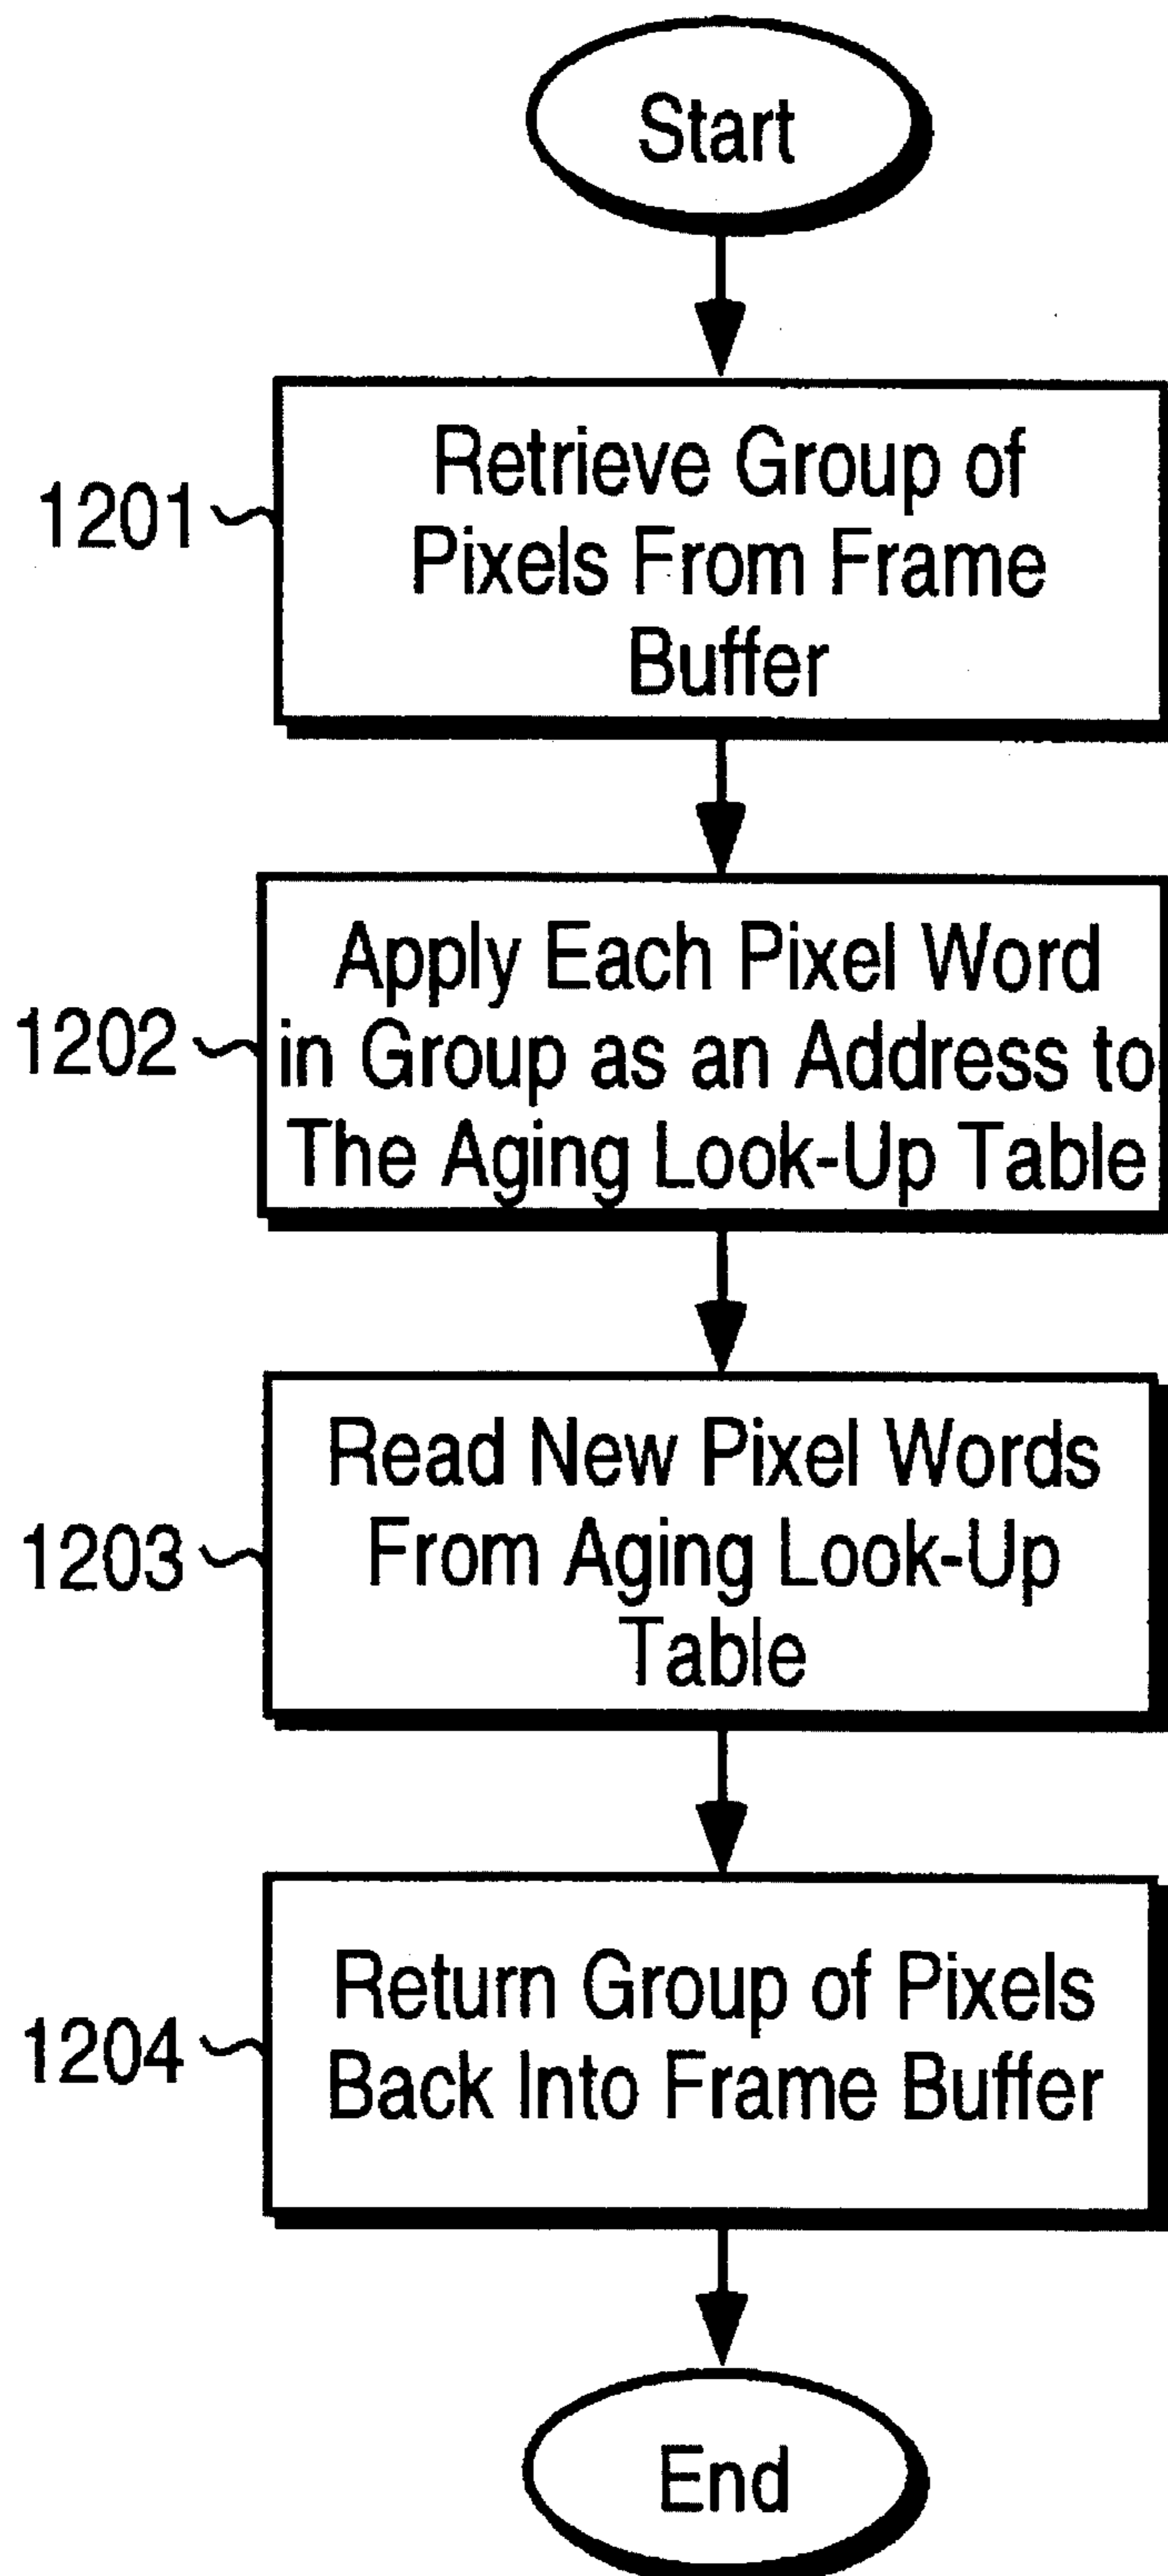 Start
1201
Retrieve Group of
Pixels From Frame
Buffer
1202
Apply Each Pixel Word
in Group as an Address to
The Aging Look-Up Table
1203
Read New Pixel Words
From Aging Look-Up
Table
1204
Return Group of Pixels
Back Into Frame Buffer
End